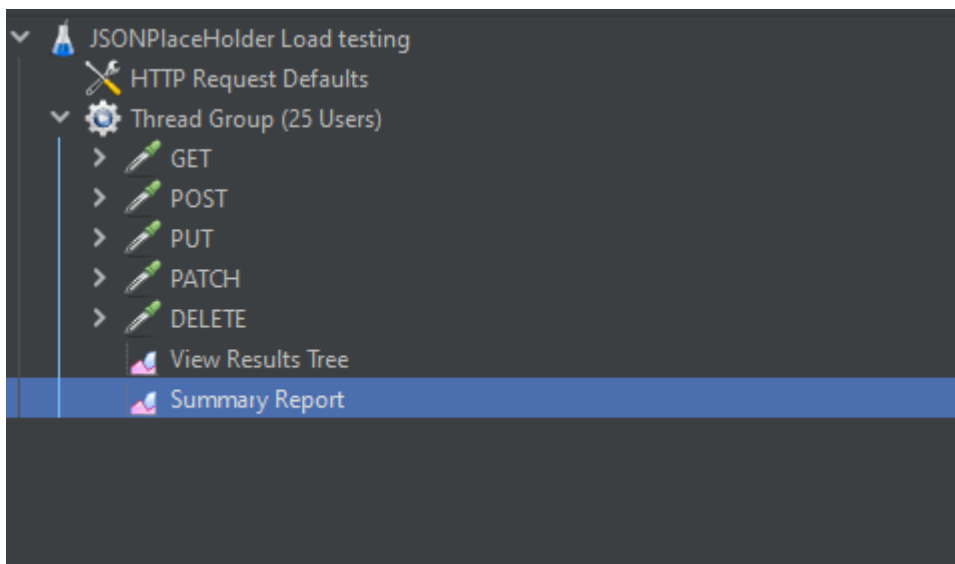 JSONPlaceHolder Load testing
HTTP Request Defaults
Thread Group (25 Users)
GET
POST
PUT
PATCH
DELETE
View Results Tree
Summary Report